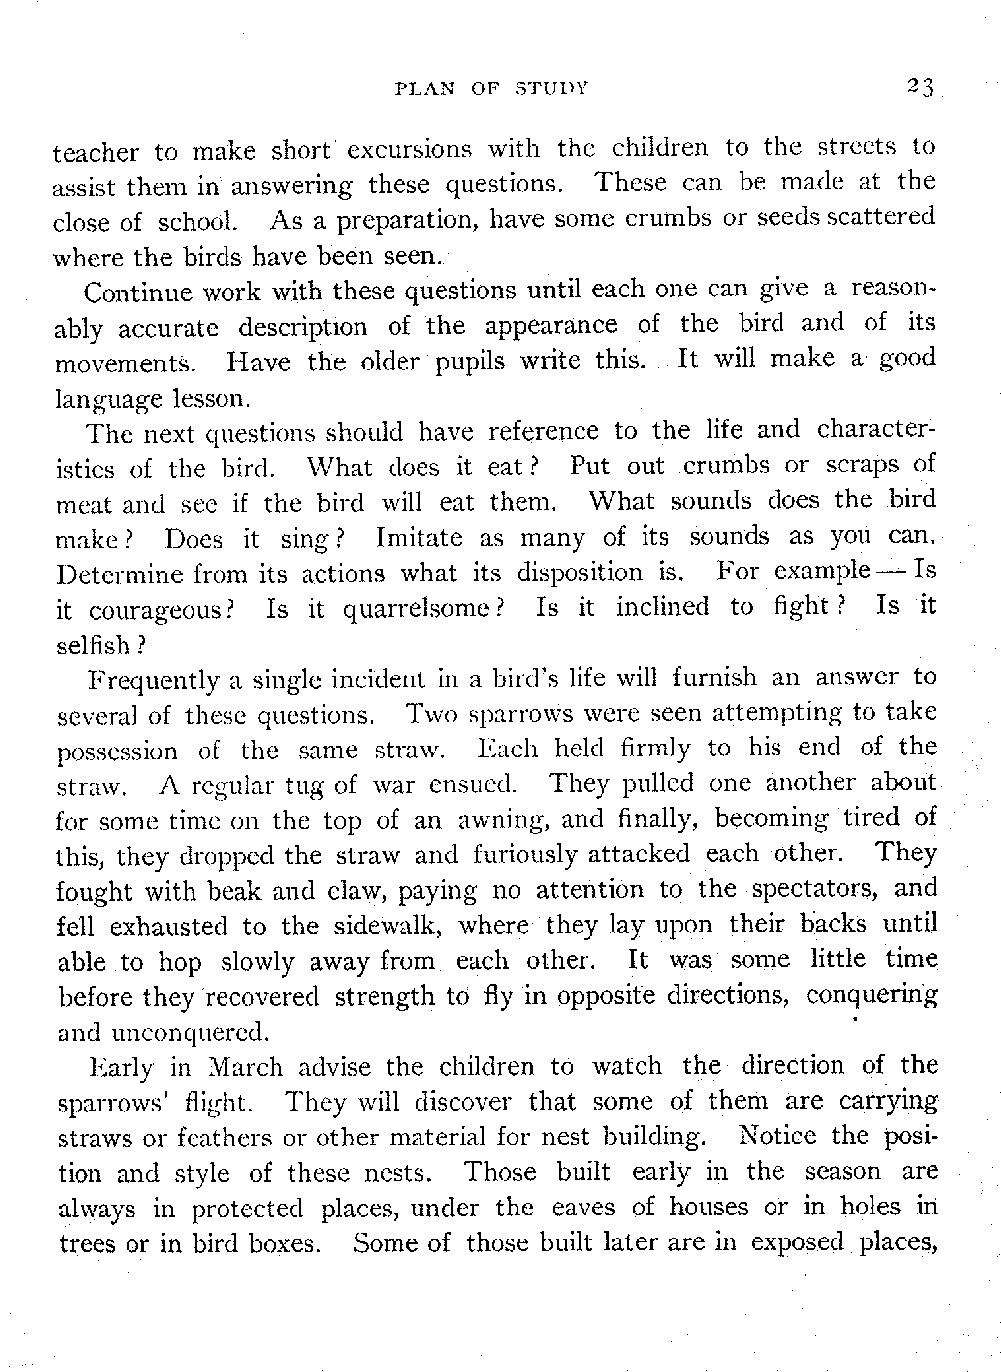 PLAN OF STUDY 23
teacher to make short excursions with the children to the streets to
assist them in answering these questions. These can be made at the
close of school. As a preparation, have some crumbs or seeds scattered
where the birds have been seen.
Continue work with these questions until each one can give a reason-
ably accurate description of the appearance of the bird and of its
movements. Have the older pupils write this. It will make a good
language lesson.
The next questions should have reference to the life and character-
istics of the bird. What does it eat? Put out crumbs or scraps of
meat and see if the bird will eat them. What sounds does the bird
make? Does it sing? Imitate as many of its sounds as you can.
Determine from its actions what its disposition is. For example—Is
it courageous? Is it quarrelsome? Is it inclined to fight? Is it
selfish?
Frequently a single incident in a bird's life will furnish an answer to
several of these questions. Two sparrows were seen attempting to take
possession of the same straw. Each held firmly to his end of the
straw. A regular tug of war ensued. They pulled one another about
for some time on the top of an awning, and finally, becoming tired of
this, they dropped the straw and furiously attacked each other. They
fought with beak and claw, paying no attention to the spectators, and
fell exhausted to the sidewalk, where they lay upon their backs until
able to hop slowly away from each other. It was some little time
before they recovered strength to fly in opposite directions, conquering
and unconquered.
Early in March advise the children to watch the direction of the
sparrows' flight. They will discover that some of them are carrying
straws or feathers or other material for nest building. Notice the posi-
tion and style of these nests. Those built early in the season are
always in protected places, under the eaves of houses or in holes in
trees or in bird boxes. Some of those built later are in exposed places,